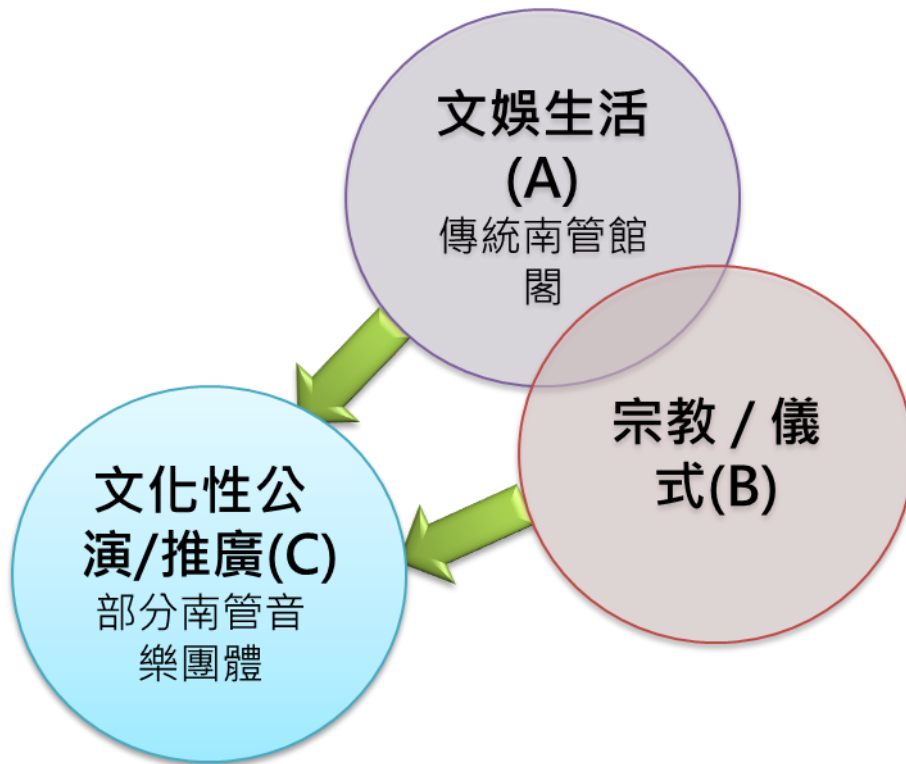 文娛生活
(A)
傳統南管館
閣
宗教 / 儀
式(B)
文化性公
演/推廣(C)
部分南管音
樂團體